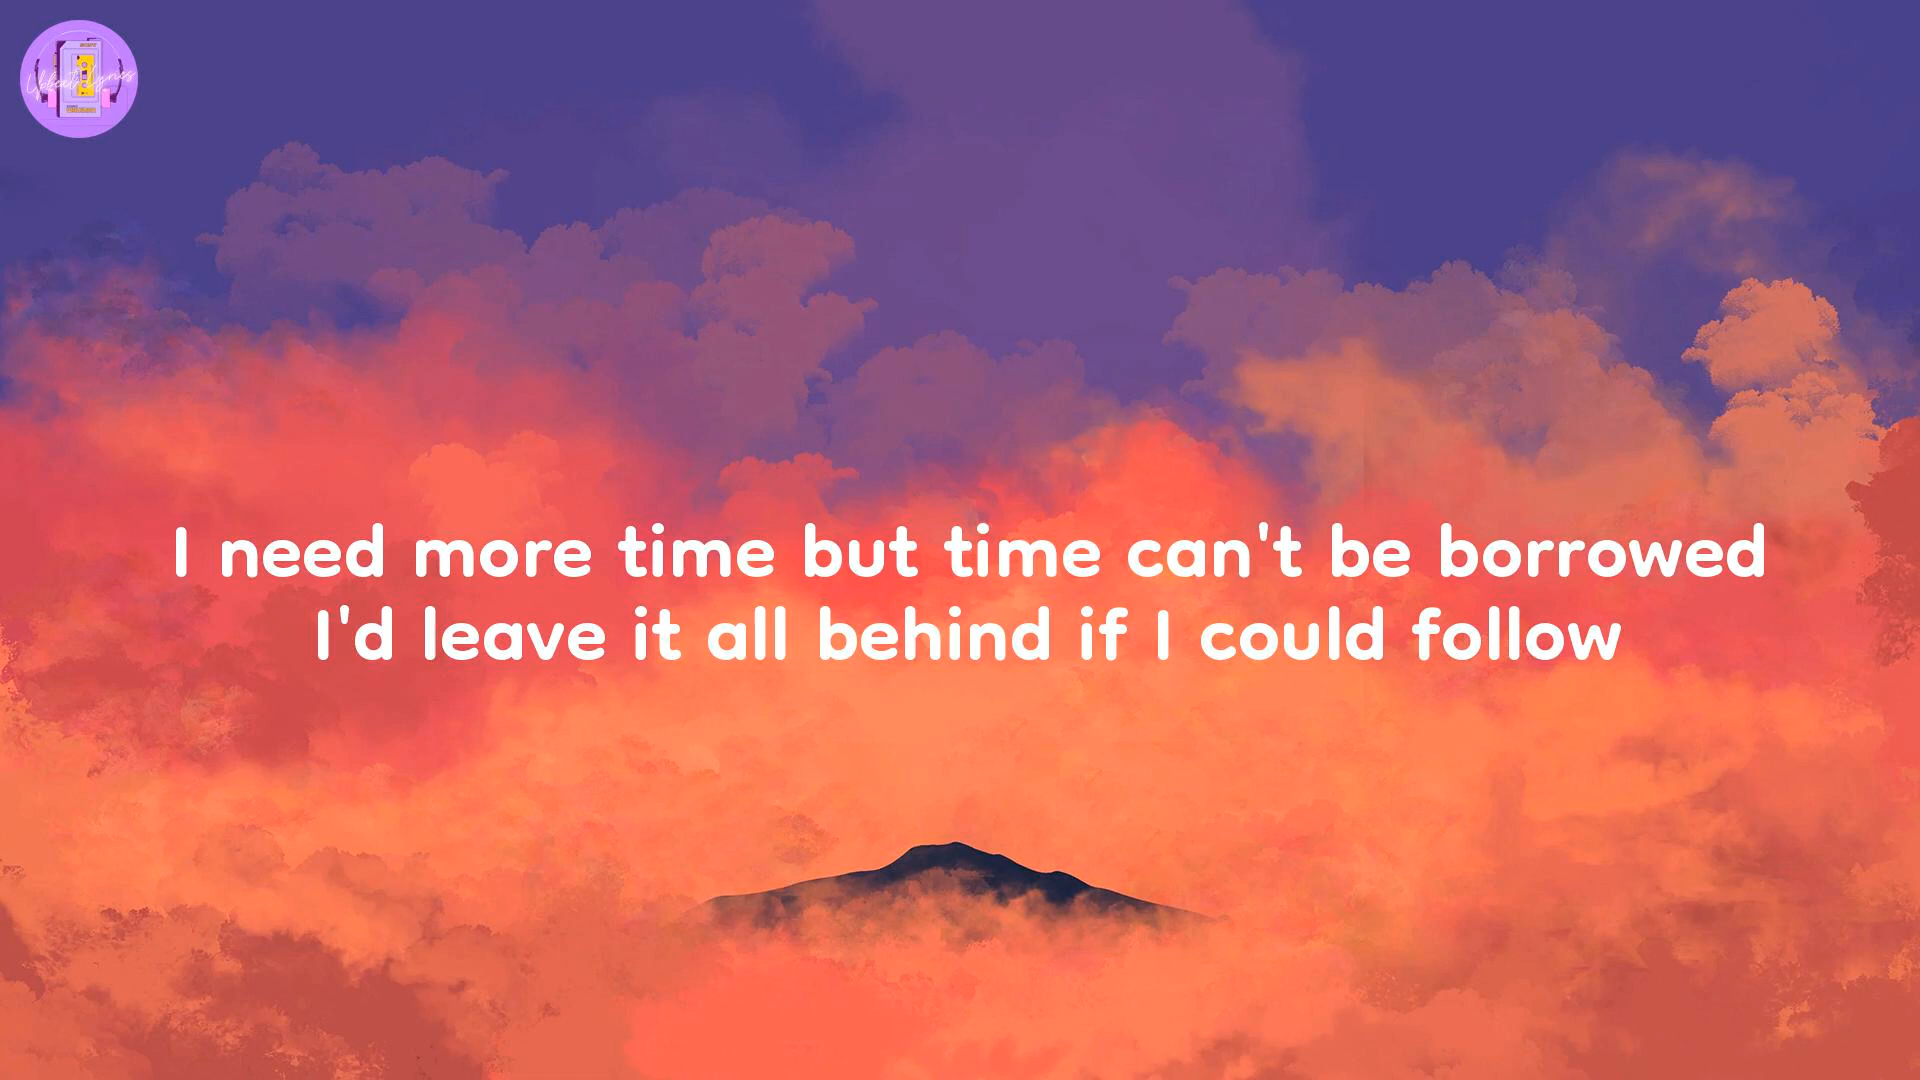 I need more time but time can't be borrowed
I'd leave it all behind if I could follow